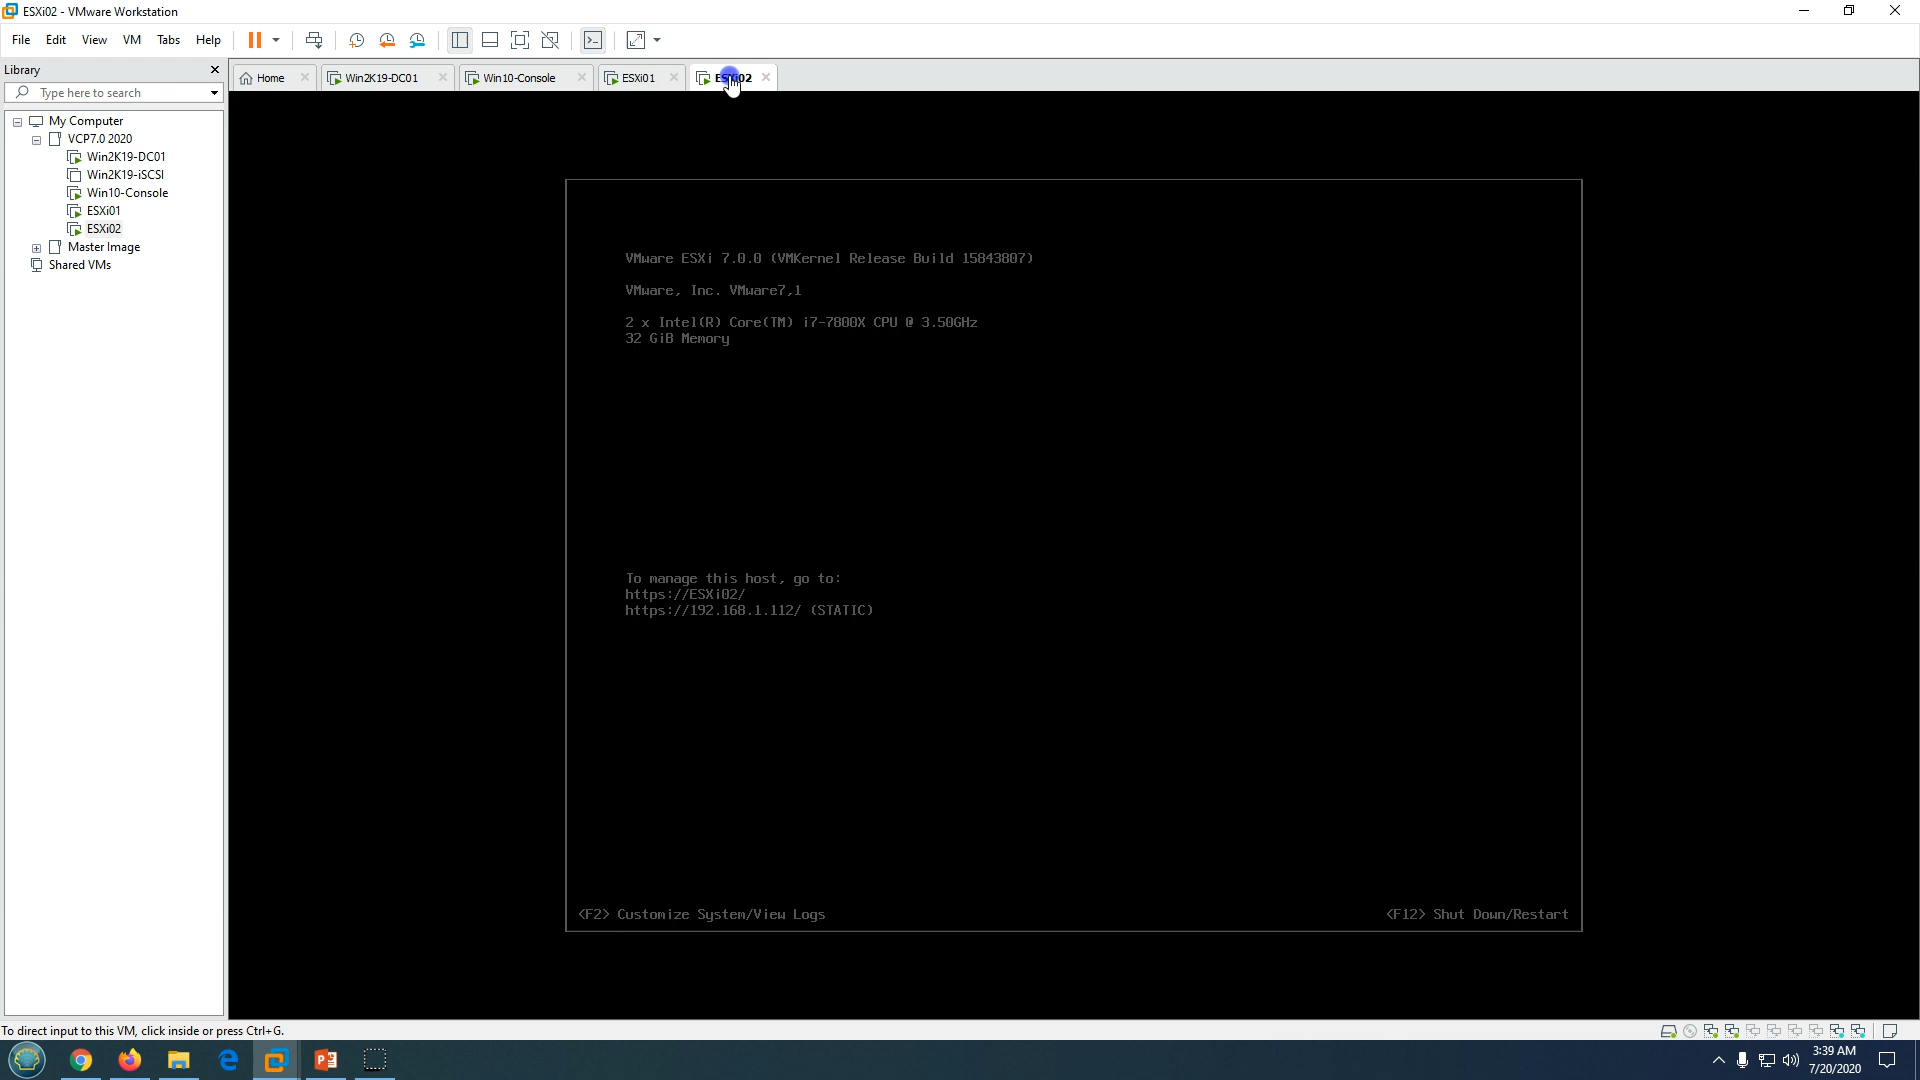 ESXi02 - VMware Workstation
File Edit View VM Tabs Help
Library
Type here to search
Home Win2K19-DC01 Win10-Console ESXi01
My Computer
VCP7.0 2020
Win2K19-DC01
Win2K19-iSCSI
Win10-Console
ESXi01
ESXi02
Master Image
Shared VMs
VMware ESXi 7.0.0 (VMKernel Release Build 15843807)
VMware, Inc. VMware7,1
2 x Intel(R) Core(TM) i7-7800X CPU @ 3.50GHz
32 GiB Memory
To manage this host, go to:
https://ESXi02/
https://192.168.1.112/ (STATIC)
<F2> Customize System/View Logs
<F12> Shut Down/Restart
To direct input to this VM, click inside or press Ctrl+G.
3:39 AM
7/20/2020